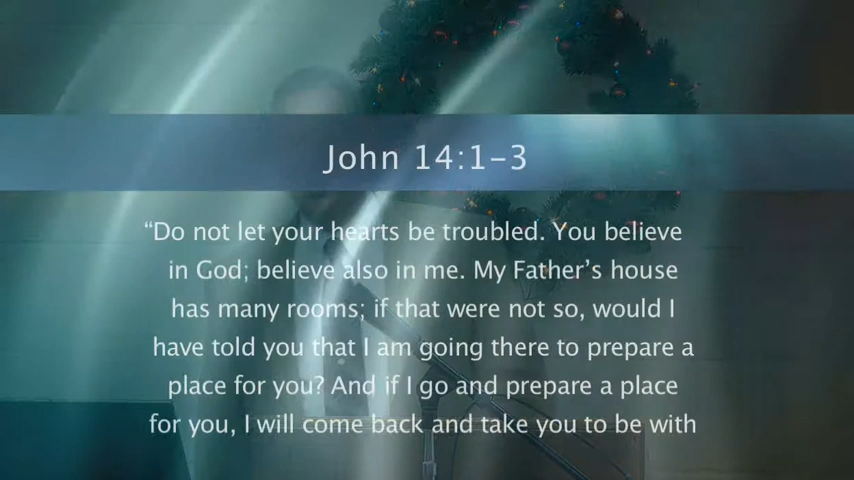 John 14:1-3
“Do not let your hearts be troubled. You believe
in God; believe also in me. My Father’s house
has many rooms; if that were not so, would I
have told you that I am going there to prepare a
place for you? And if I go and prepare a place
for you, I will come back and take you to be with